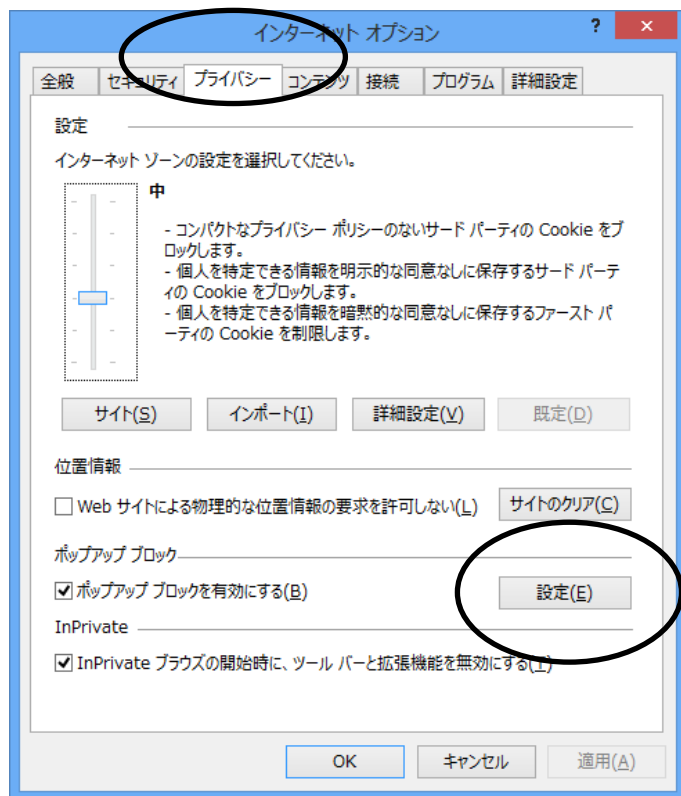 インターネット オプション
?
×
全般 セキュリティ プライバシー コンテンツ 接続 プログラム 詳細設定
設定
インターネット ゾーンの設定を選択してください。
中
- コンパクトなプライバシー ポリシーのないサード パーティの Cookie をブ
ロックします。
- 個人を特定できる情報を明示的な同意なしに保存するサード パーテ
ィの Cookie をブロックします。
- 個人を特定できる情報を暗黙的な同意なしに保存するファースト パ
ーティの Cookie を制限します。
サイト(S) インポート(I) 詳細設定(V) 既定(D)
位置情報
Web サイトによる物理的な位置情報の要求を許可しない(L) サイトのクリア(C)
ポップアップ ブロック
ポップアップ ブロックを有効にする(B) 設定(E)
InPrivate
InPrivate ブラウズの開始時に、ツール バーと拡張機能を無効にする(T)
OK キャンセル 適用(A)